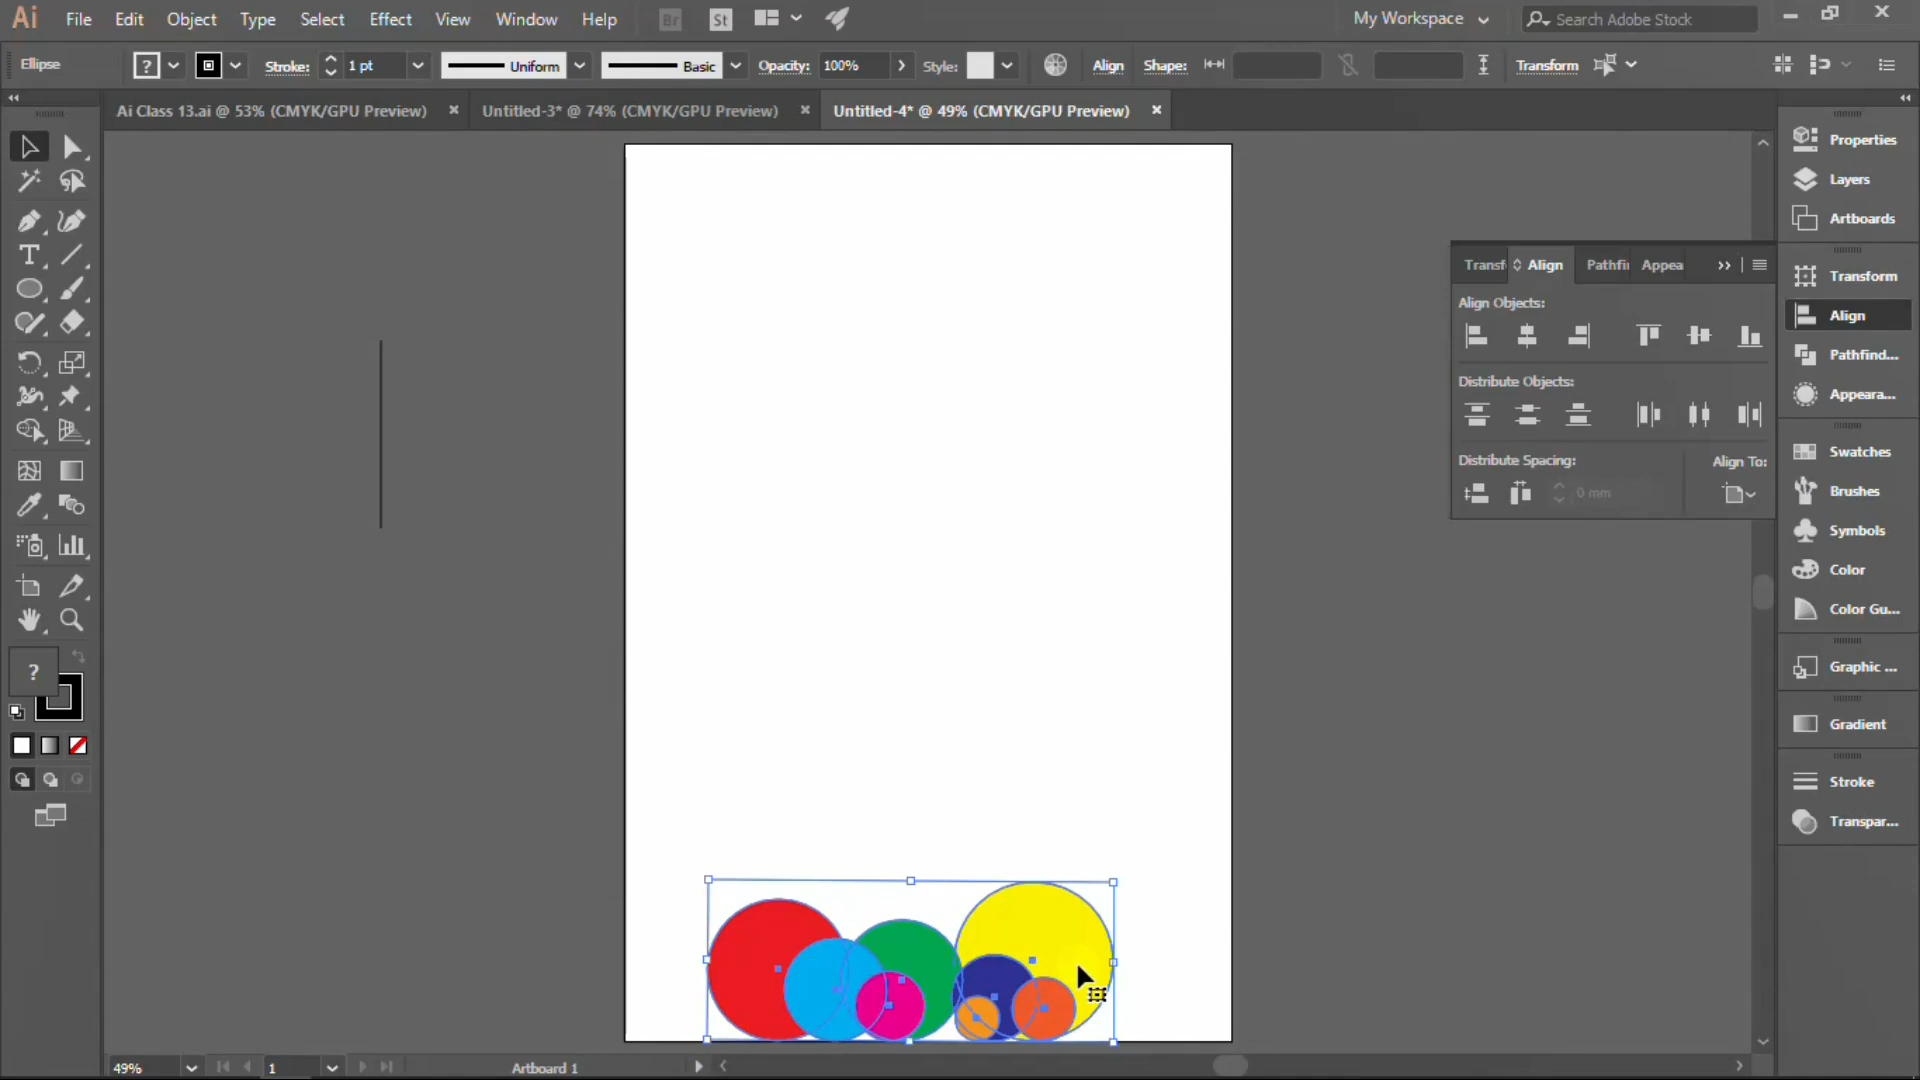 Ai File Edit Object Type Select Effect View Window Help Br St My Workspace Search Adobe Stock
Ellipse ? Stroke: 1 pt Uniform Basic Opacity: 100% Style: Align Shape: Transform
Ai Class 13.ai @ 53% (CMYK/GPU Preview) Untitled-3* @ 74% (CMYK/GPU Preview) Untitled-4* @ 49% (CMYK/GPU Preview)
Properties
Layers
Artboards
Transf Align Pathfi Appea
Align Objects:
Distribute Objects:
Distribute Spacing: Align To:
0 mm
Transform
Align
Pathfind...
Appeara...
Swatches
Brushes
Symbols
Color
Color Gu...
Graphic ...
Gradient
Stroke
Transpar...
T
?
49% 1 Artboard 1